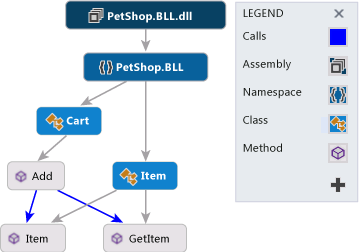 PetShop.BLL.dll
PetShop.BLL
Cart
Add
Item
Item
GetItem
LEGEND
Calls
Assembly
Namespace
Class
Method